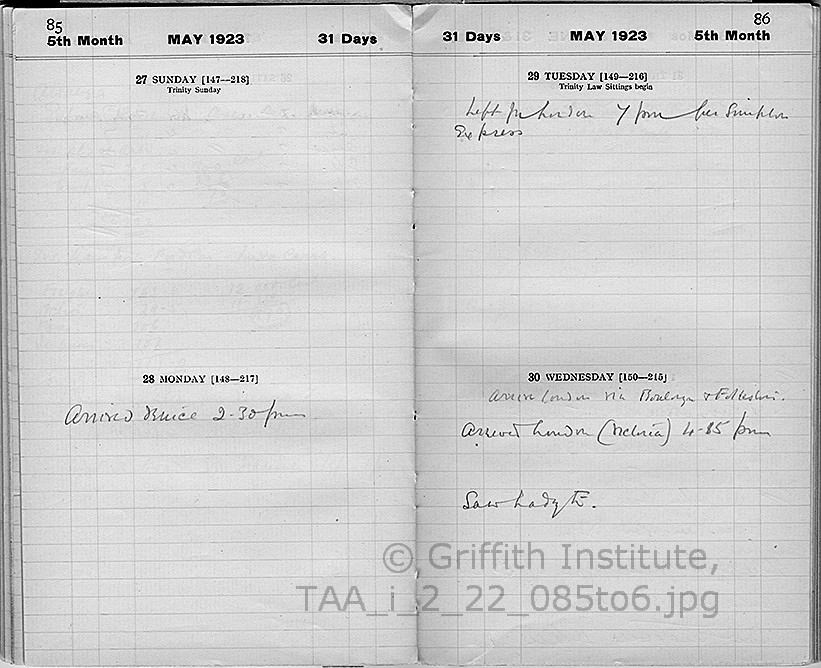 85
5th Month MAY 1923 31 Days
27 SUNDAY [147—218]
Trinity Sunday
28 MONDAY [148—217]
Arrived Venice 2-30 pm
86
31 Days MAY 1923 5th Month
29 TUESDAY [149—216]
Trinity Law Sittings begin
Left for London 7 pm per Simplon
Express
30 WEDNESDAY [150—215]
Arrive London via Boulogne & Folkestone.
Arrived London (Victoria) 4-35 pm
Saw Lady E.
© Griffith Institute,
TAA_i_2_22_085to6.jpg